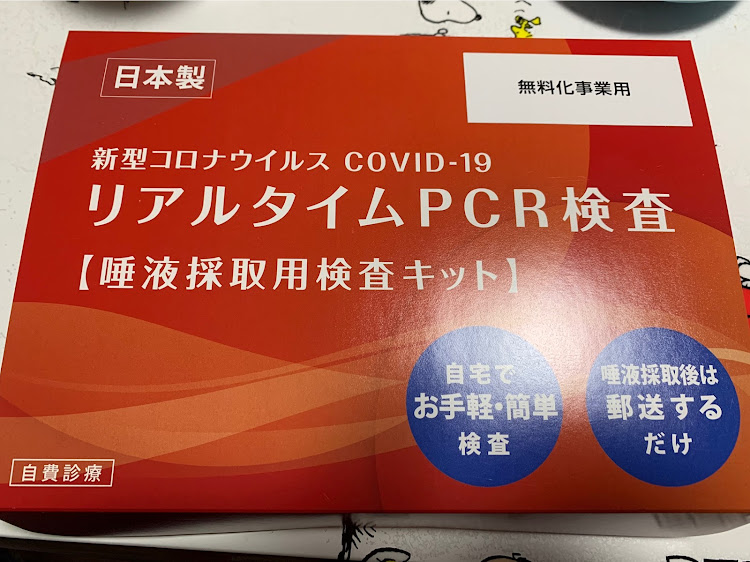 日本製
無料化事業用
新型コロナウイルス COVID-19
リアルタイムPCR検査
【唾液採取用検査キット】
自宅で
お手軽・簡単
検査
唾液採取後は
郵送する
だけ
自費診療